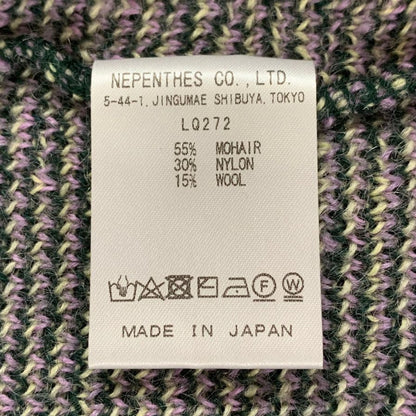 NEPENTHES CO., LTD.
5-44-1, JINGUMAE SHIBUYA, TOKYO
LQ272
55% MOHAIR
30% NYLON
15% WOOL
F W
MADE IN JAPAN